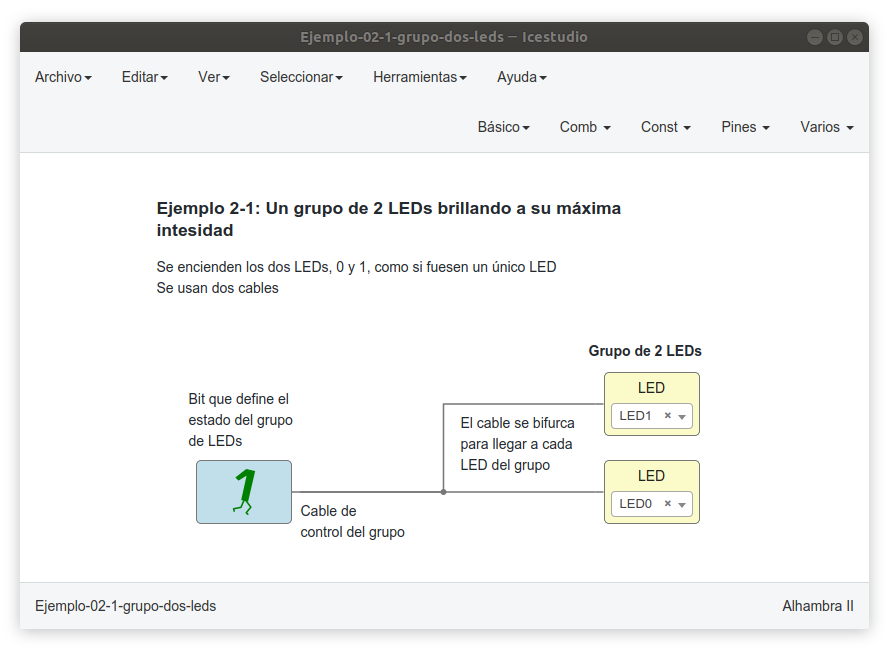 Ejemplo-02-1-grupo-dos-leds – Icestudio
Archivo Editar Ver Seleccionar Herramientas Ayuda
Básico Comb Const Pines Varios
Ejemplo 2-1: Un grupo de 2 LEDs brillando a su máxima
intesidad
Se encienden los dos LEDs, 0 y 1, como si fuesen un único LED
Se usan dos cables
Grupo de 2 LEDs
LED
LED1
Bit que define el
estado del grupo
de LEDs
El cable se bifurca
para llegar a cada
LED del grupo
1
LED
LED0
Cable de
control del grupo
Ejemplo-02-1-grupo-dos-leds
Alhambra II